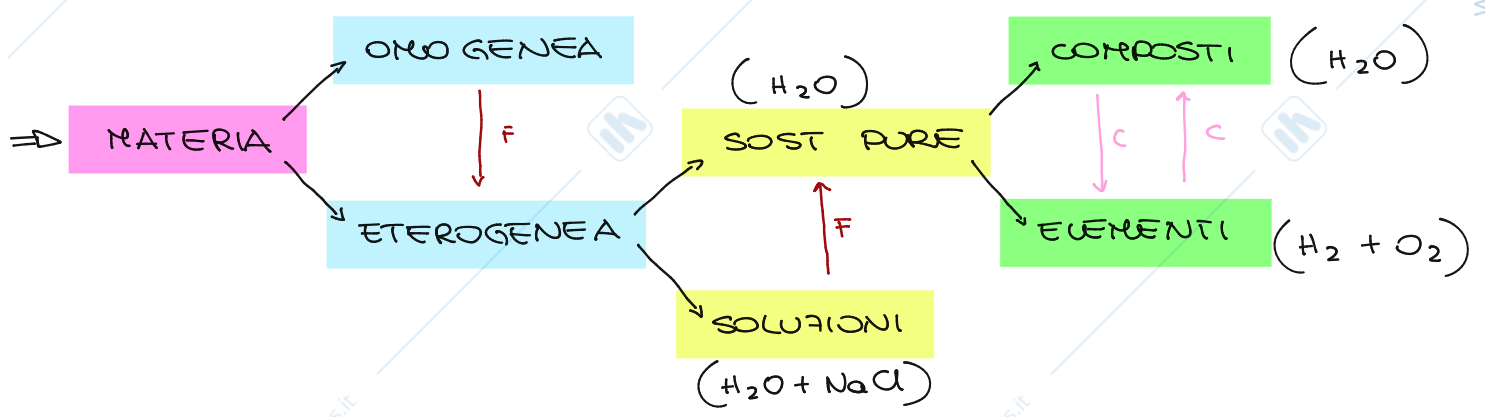 ⇒ MATERIA
OMOGENEA
F
ETEROGENEA
(H₂O)
SOST PURE
F
SOLUZIONI
(H₂O + NaCl)
COMPOSTI (H₂O)
C C
ELEMENTI (H₂ + O₂)